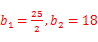 b₁ = 25/2, b₂ = 18